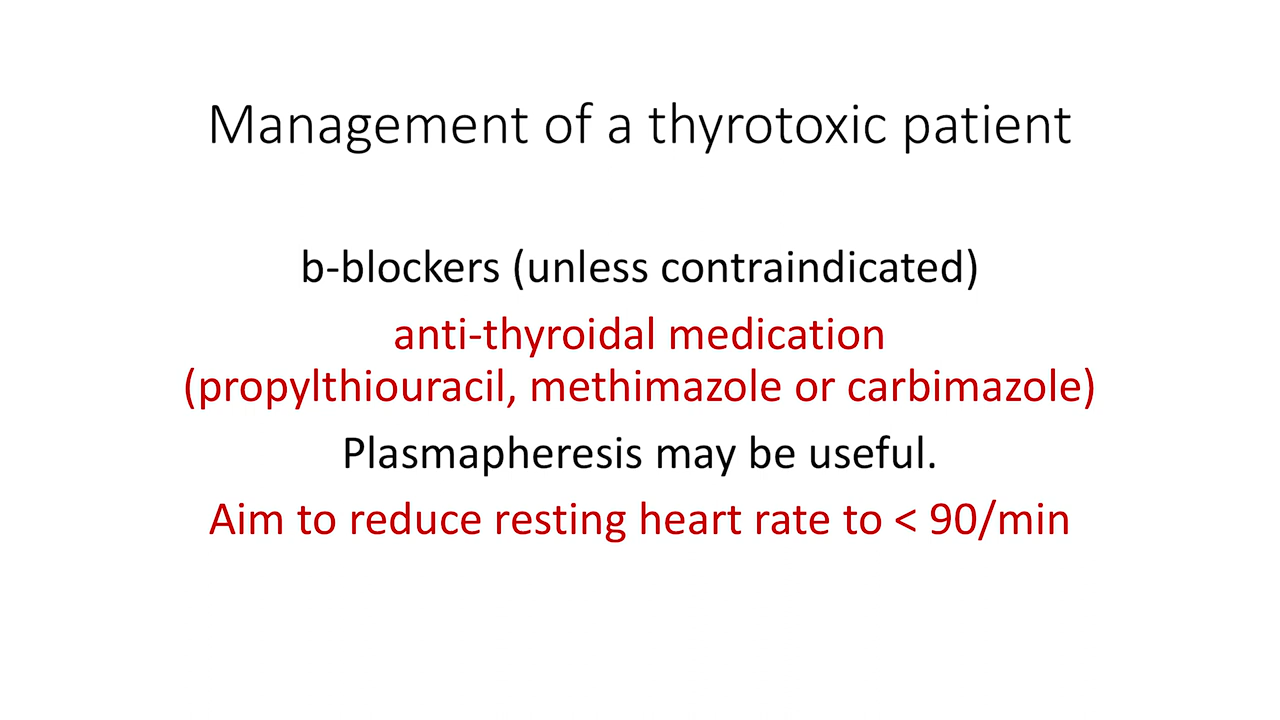 Management of a thyrotoxic patient
b-blockers (unless contraindicated)
anti-thyroidal medication
(propylthiouracil, methimazole or carbimazole)
Plasmapheresis may be useful.
Aim to reduce resting heart rate to < 90/min